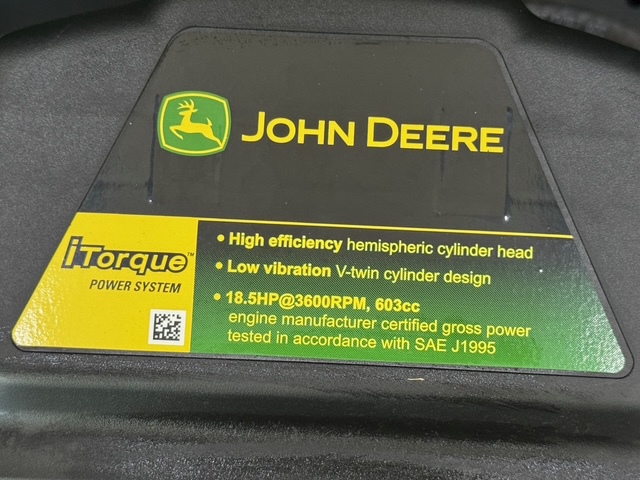 JOHN DEERE
iTorque™
POWER SYSTEM
• High efficiency hemispheric cylinder head
• Low vibration V-twin cylinder design
• 18.5HP@3600RPM, 603cc
engine manufacturer certified gross power
tested in accordance with SAE J1995